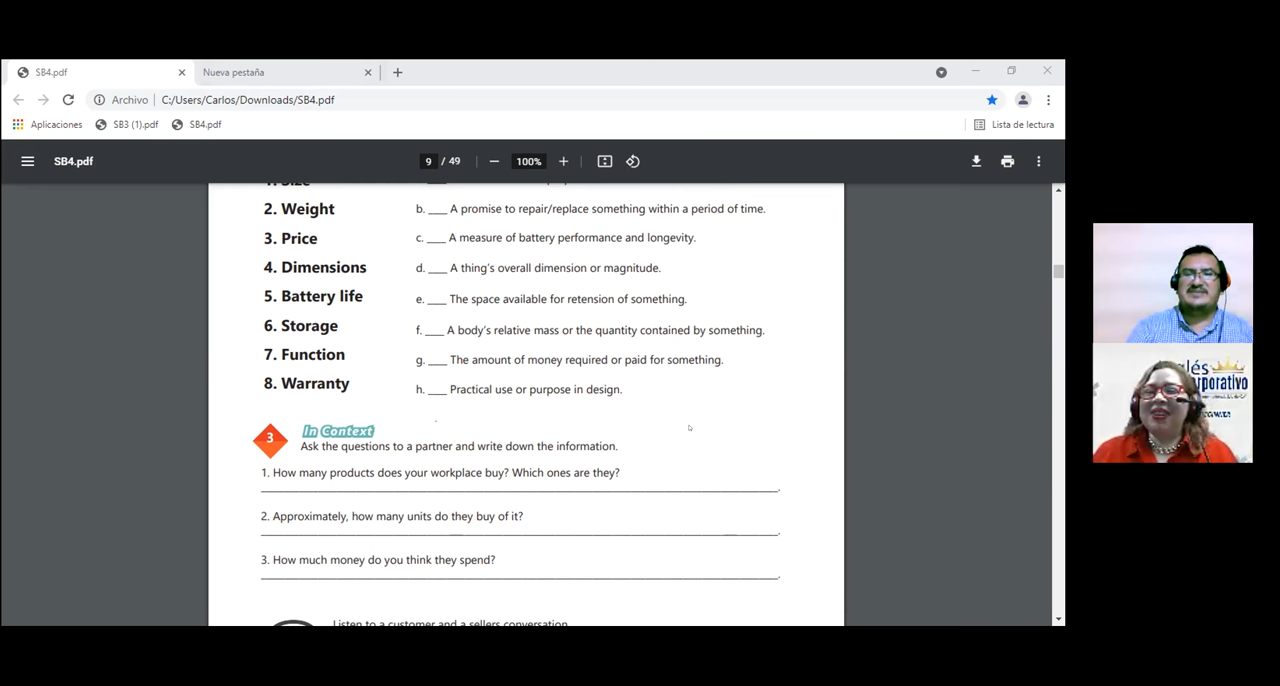 SB4.pdf
Nueva pestaña
Archivo
C:/Users/Carlos/Downloads/SB4.pdf
Aplicaciones
SB3 (1).pdf
SB4.pdf
Lista de lectura
SB4.pdf
9 / 49
100%
1. Size
2. Weight
b. ___ A promise to repair/replace something within a period of time.
3. Price
c. ___ A measure of battery performance and longevity.
4. Dimensions
d. ___ A thing's overall dimension or magnitude.
5. Battery life
e. ___ The space available for retension of something.
6. Storage
f. ___ A body's relative mass or the quantity contained by something.
7. Function
g. ___ The amount of money required or paid for something.
8. Warranty
h. ___ Practical use or purpose in design.
3
In Context
Ask the questions to a partner and write down the information.
1. How many products does your workplace buy? Which ones are they?
2. Approximately, how many units do they buy of it?
3. How much money do you think they spend?
Listen to a customer and a sellers conversation